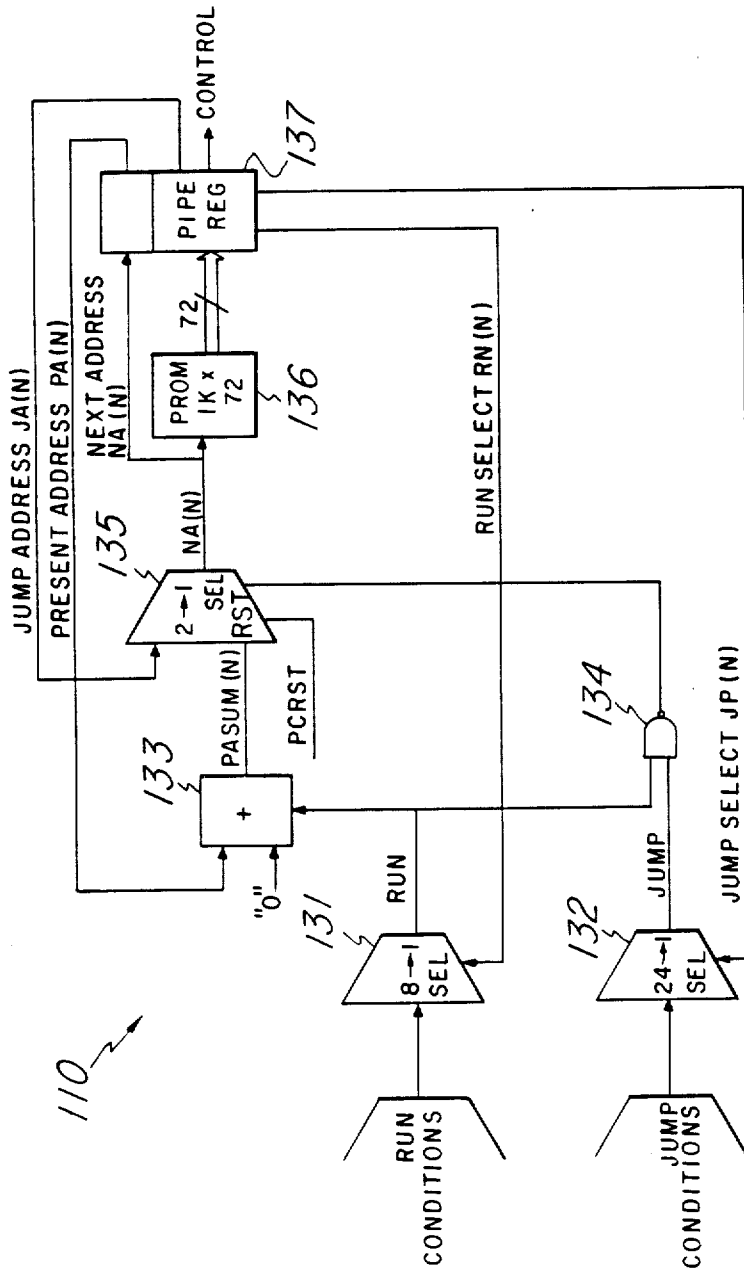 110
RUN
CONDITIONS
JUMP
CONDITIONS
8→1
SEL
131
24→1
SEL
132
RUN
JUMP
"0"
+
133
134
PASUM (N)
PCRST
2→1
SEL
RST
135
NA(N)
JUMP ADDRESS JA(N)
PRESENT ADDRESS PA(N)
NEXT ADDRESS
NA (N)
PROM
1K x
72
136
72
PIPE
REG
137
CONTROL
RUN SELECT RN(N)
JUMP SELECT JP(N)